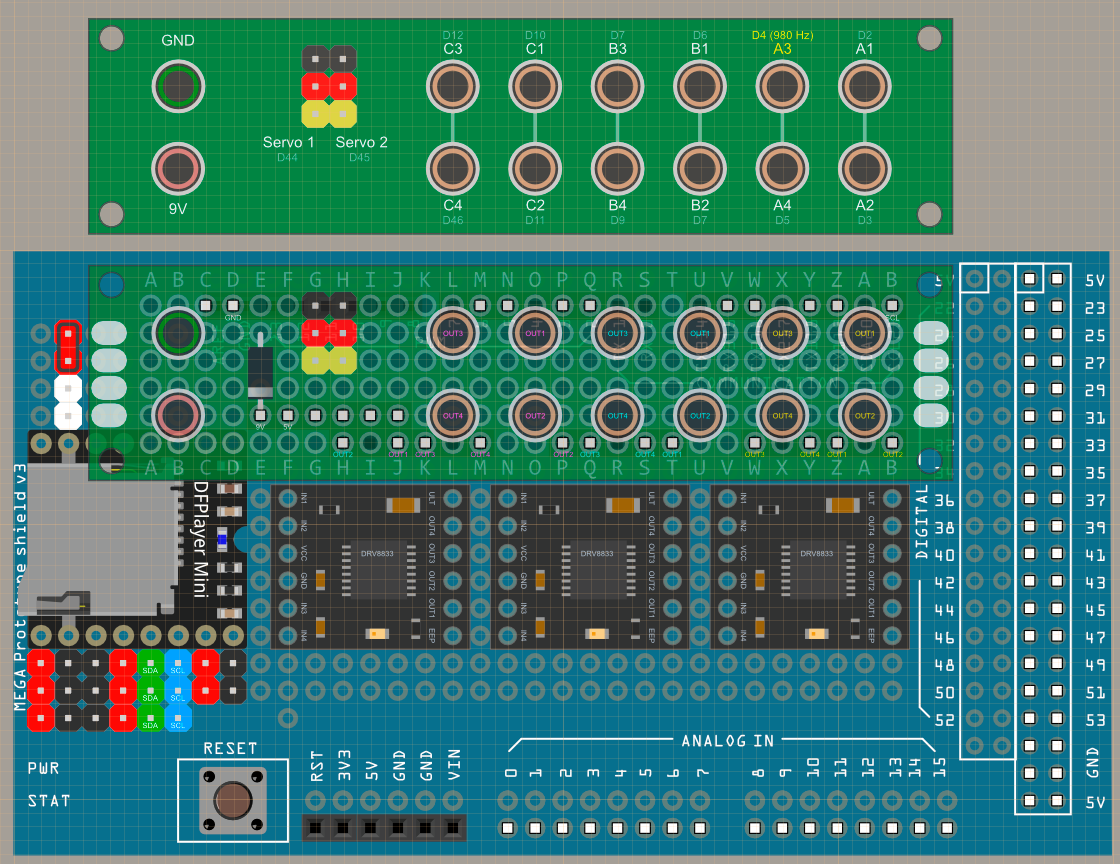 GND
D12 D10 D7 D6 D4 (980 Hz) D2
C3 C1 B3 B1 A3 A1
Servo 1 Servo 2
D44 D45
9V
C4 C2 B4 B2 A4 A2
D46 D11 D9 D7 D5 D3
A B C D E F G H I J K L M N O P Q R S T U V W X Y Z A B
GND
OUT3 OUT1 OUT3 OUT1 OUT3 OUT1
OUT4 OUT2 OUT4 OUT2 OUT4 OUT2
9V 5V
OUT2 OUT1 OUT3 OUT4 OUT2 OUT3 OUT4 OUT1 OUT3 OUT4 OUT1 OUT2
A B C D E F G H I J K L M N O P Q R S T U V W X Y Z A B
5V
23
25
27
29
31
33
35
36 37
38 39
40 41
42 43
44 45
46 47
48 49
50 51
52 53
GND
5V
DIGITAL
MEGA Prototype shield v3
DFPlayer Mini
IN1 IN2 VCC GND IN3 IN4
DRV8833
ULT OUT4 OUT3 OUT2 OUT1 EEP
IN1 IN2 VCC GND IN3 IN4
DRV8833
ULT OUT4 OUT3 OUT2 OUT1 EEP
IN1 IN2 VCC GND IN3 IN4
DRV8833
ULT OUT4 OUT3 OUT2 OUT1 EEP
SDA SCL
SDA SCL
SDA SCL
PWR
STAT
RESET
RST 3V3 5V GND GND VIN
ANALOG IN
0 1 2 3 4 5 6 7 8 9 10 11 12 13 14 15